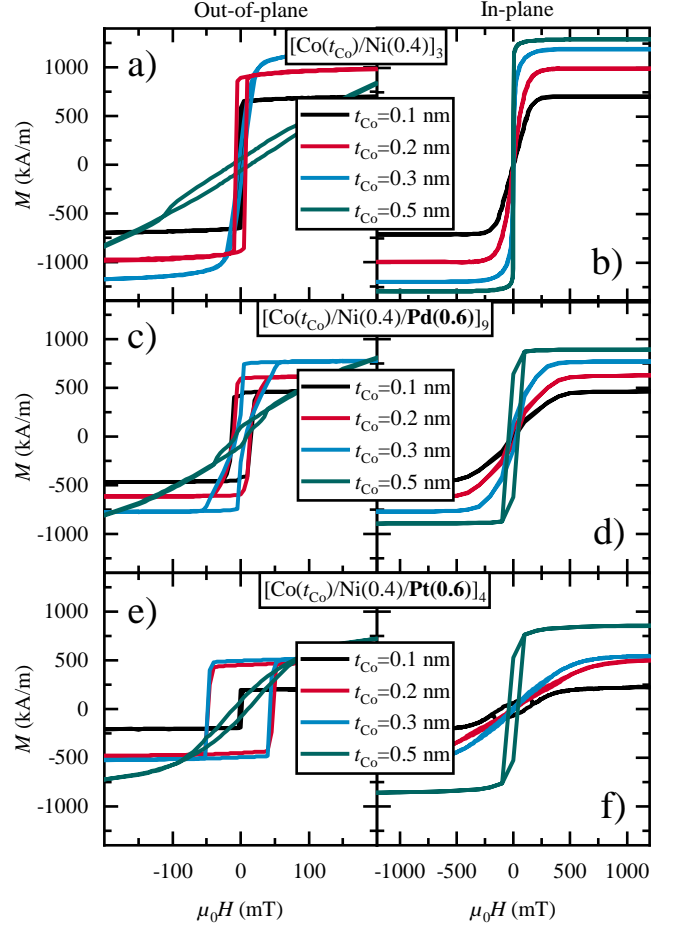 Out-of-plane In-plane
a) [Co(tCo)/Ni(0.4)]3
1000
500
0
-500
-1000
M (kA/m)
tCo=0.1 nm
tCo=0.2 nm
tCo=0.3 nm
tCo=0.5 nm
b)
c) [Co(tCo)/Ni(0.4)/Pd(0.6)]9
1000
500
0
-500
-1000
M (kA/m)
tCo=0.1 nm
tCo=0.2 nm
tCo=0.3 nm
tCo=0.5 nm
d)
e) [Co(tCo)/Ni(0.4)/Pt(0.6)]4
1000
500
0
-500
-1000
M (kA/m)
tCo=0.1 nm
tCo=0.2 nm
tCo=0.3 nm
tCo=0.5 nm
f)
-100 0 100 -1000 -500 0 500 1000
μ0H (mT) μ0H (mT)